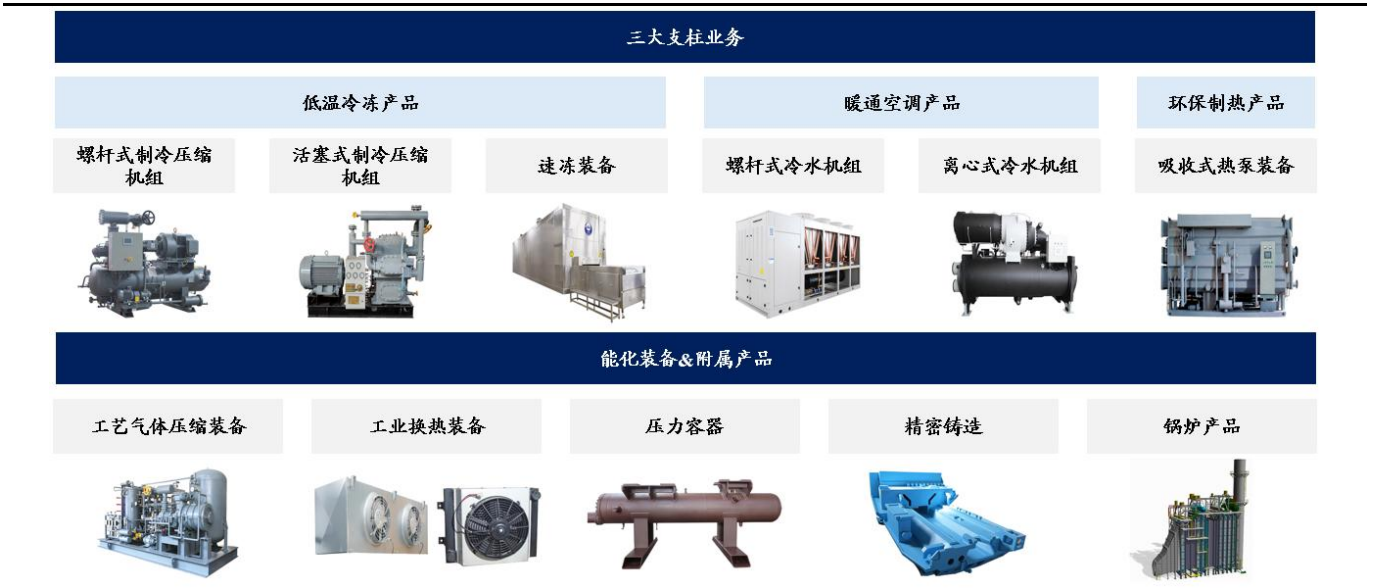 三大支柱业务
低温冷冻产品
暖通空调产品
环保制热产品
螺杆式制冷压缩
机组
活塞式制冷压缩
机组
速冻装备
螺杆式冷水机组
离心式冷水机组
吸收式热泵装备
能化装备&附属产品
工艺气体压缩装备
工业换热装备
压力容器
精密铸造
锅炉产品